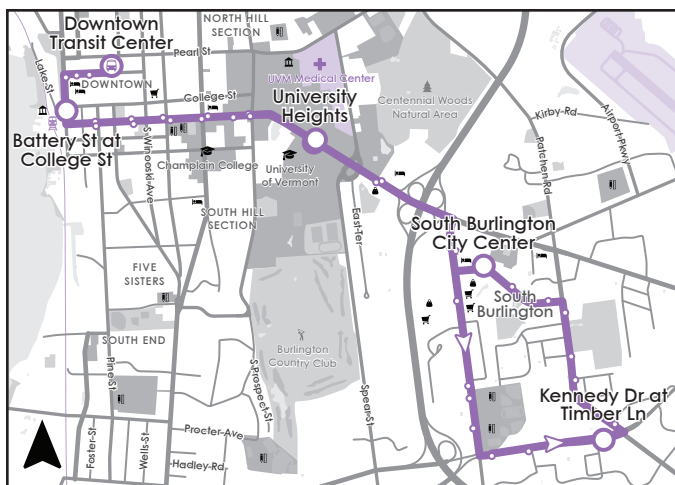 NORTH HILL
SECTION
Downtown
Transit Center
Pearl St
Lake St
DOWNTOWN
UVM Medical Center
College St
University
Heights
Centennial Woods
Natural Area
Kirby Rd
Airport Pkwy
Patchen Rd
Battery St at
College St
S Winooski Ave
Champlain College
University
of Vermont
East Ter
SOUTH HILL
SECTION
South Burlington
City Center
FIVE
SISTERS
South
Burlington
SOUTH END
Burlington
Country Club
Pine St
S Prospect St
Spear St
Kennedy Dr at
Timber Ln
Foster St
Wells St
Procter Ave
Hadley Rd